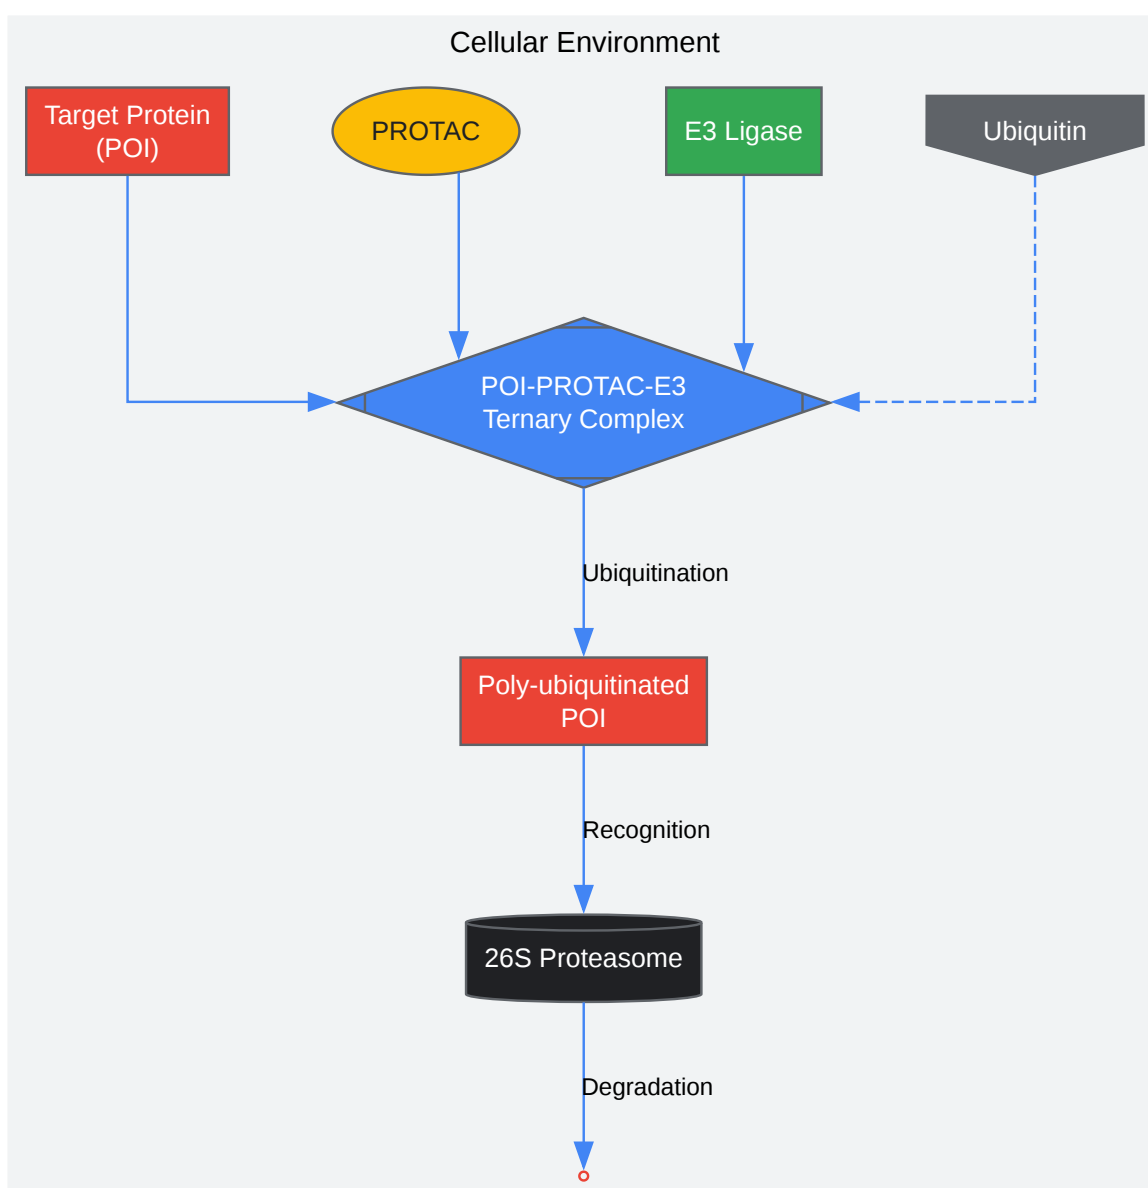 Cellular Environment
Target Protein
(POI)
PROTAC
E3 Ligase
Ubiquitin
POI-PROTAC-E3
Ternary Complex
Ubiquitination
Poly-ubiquitinated
POI
Recognition
26S Proteasome
Degradation